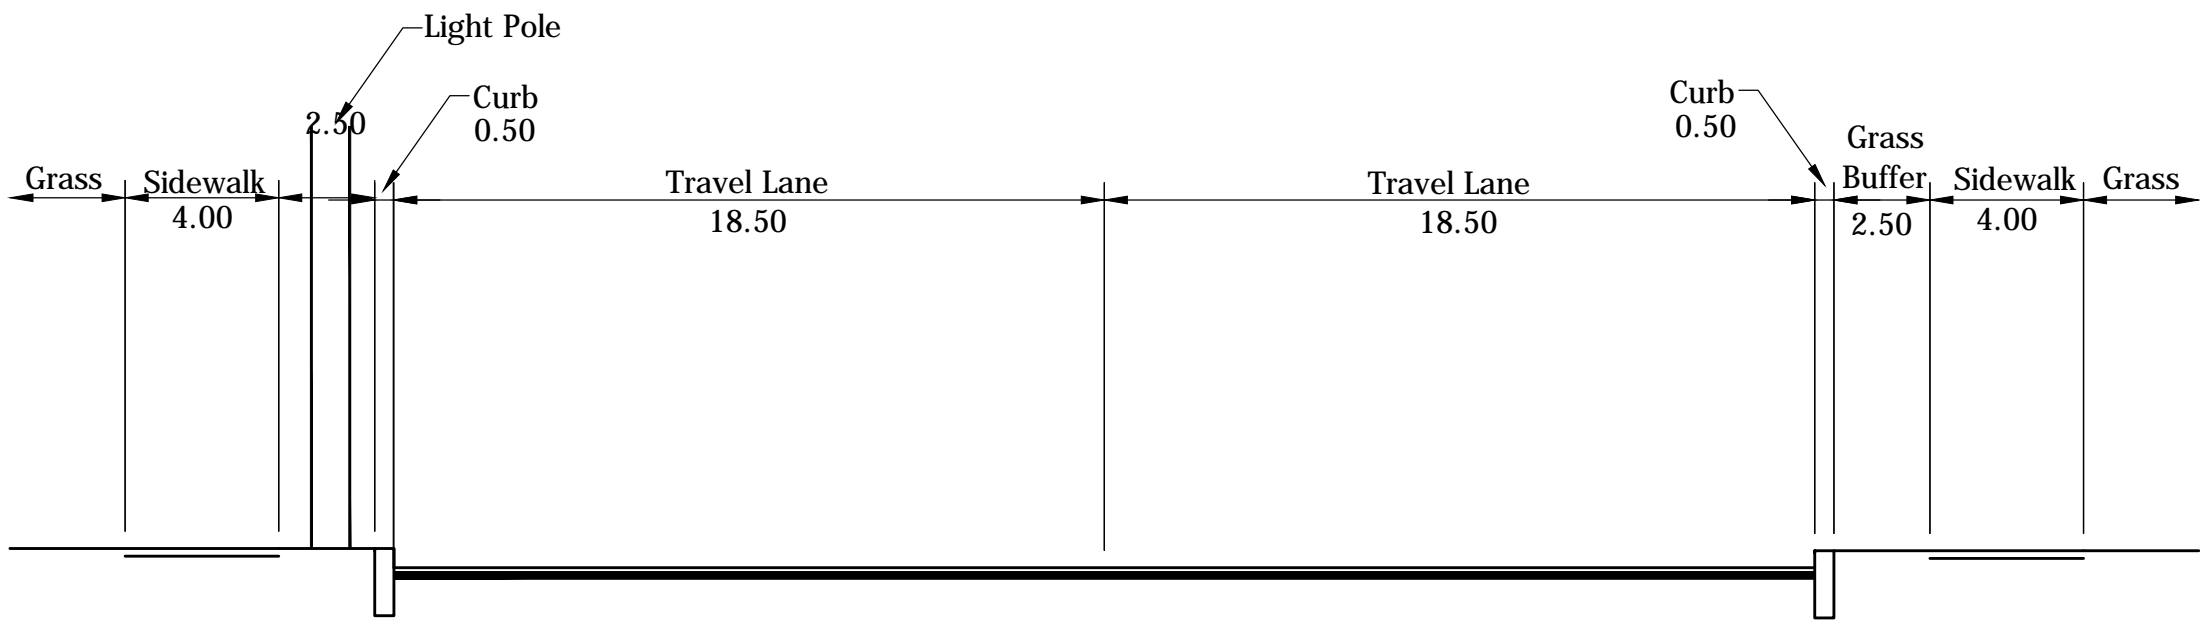 Light Pole
Curb
0.50
2.50
Grass
Sidewalk
4.00
Travel Lane
18.50
Travel Lane
18.50
Curb
0.50
Grass
Buffer
2.50
Sidewalk
4.00
Grass